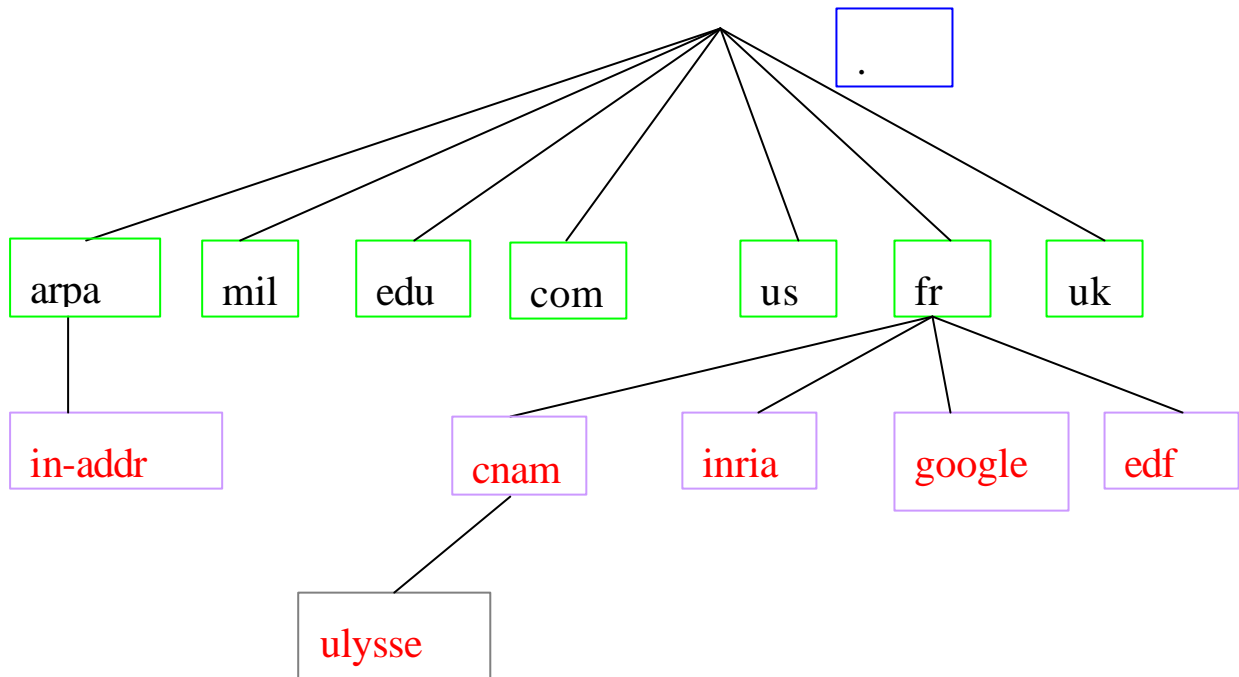 .
arpa
mil
edu
com
us
fr
uk
in-addr
cnam
inria
google
edf
ulysse